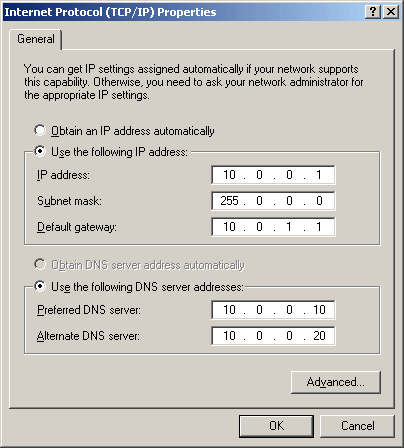 Internet Protocol (TCP/IP) Properties
General
You can get IP settings assigned automatically if your network supports
this capability. Otherwise, you need to ask your network administrator for
the appropriate IP settings.
Obtain an IP address automatically
Use the following IP address:
IP address: 10 . 0 . 0 . 1
Subnet mask: 255 . 0 . 0 . 0
Default gateway: 10 . 0 . 1 . 1
Obtain DNS server address automatically
Use the following DNS server addresses:
Preferred DNS server: 10 . 0 . 0 . 10
Alternate DNS server: 10 . 0 . 0 . 20
Advanced...
OK Cancel